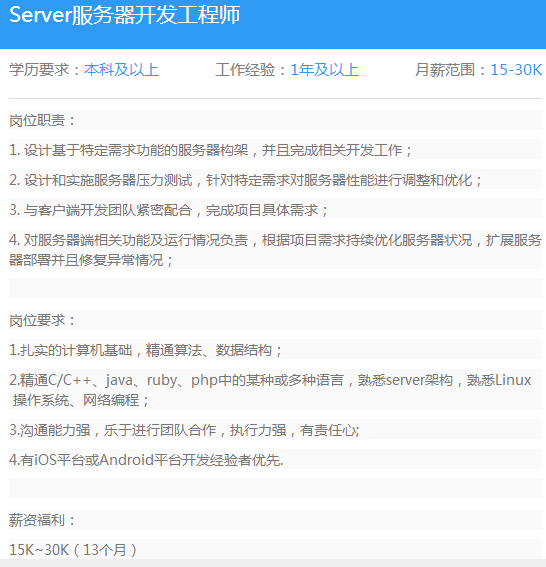 Server服务器开发工程师
学历要求：本科及以上 工作经验：1年及以上 月薪范围：15-30K
岗位职责：
1. 设计基于特定需求功能的服务器构架，并且完成相关开发工作；
2. 设计和实施服务器压力测试，针对特定需求对服务器性能进行调整和优化；
3. 与客户端开发团队紧密配合，完成项目具体需求；
4. 对服务器端相关功能及运行情况负责，根据项目需求持续优化服务器状况，扩展服务
器部署并且修复异常情况；
岗位要求：
1.扎实的计算机基础，精通算法、数据结构；
2.精通C/C++、java、ruby、php中的某种或多种语言，熟悉server架构，熟悉Linux
操作系统、网络编程；
3.沟通能力强，乐于进行团队合作，执行力强，有责任心;
4.有iOS平台或Android平台开发经验者优先.
薪资福利：
15K~30K（13个月）